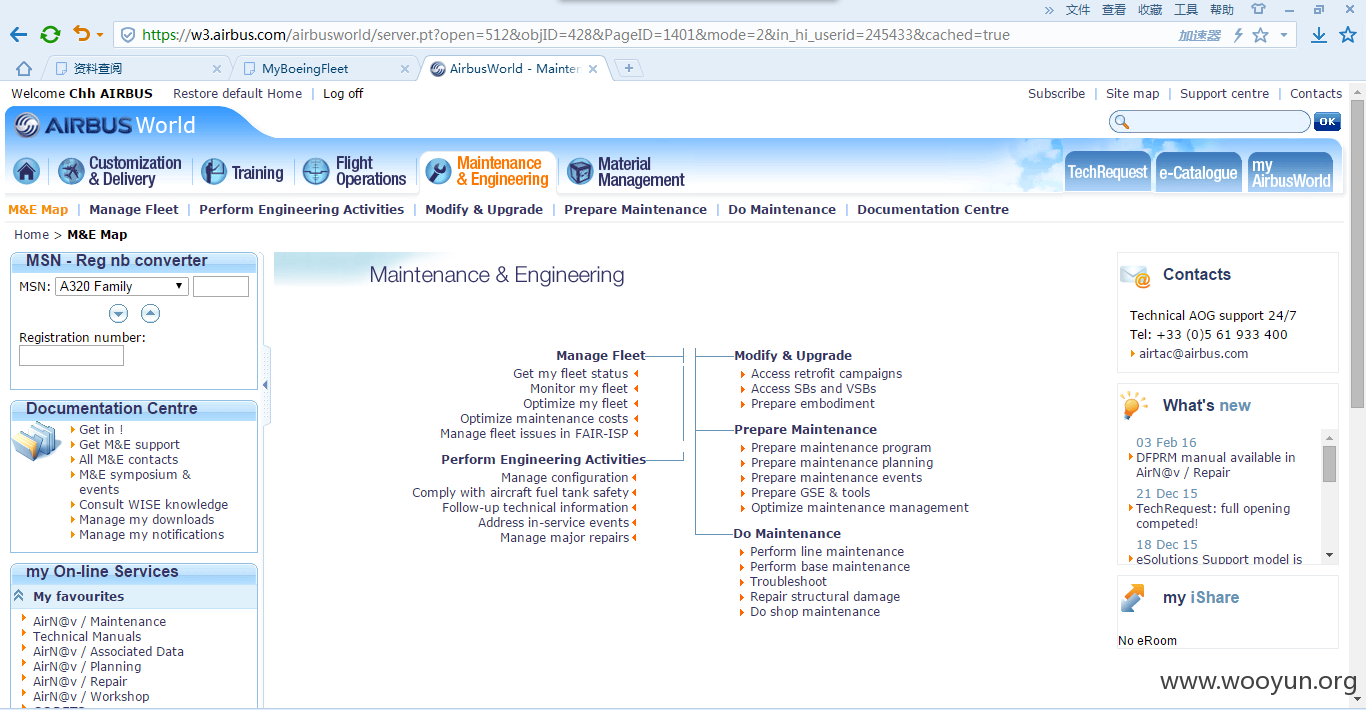 » 文件 查看 收藏 工具 帮助
https://w3.airbus.com/airbusworld/server.pt?open=512&objID=428&PageID=1401&mode=2&in_hi_userid=245433&cached=true 加速器
资料查阅 MyBoeingFleet AirbusWorld - Mainten
Welcome Chh AIRBUS Restore default Home | Log off Subscribe | Site map | Support centre | Contacts
AIRBUS World OK
Customization & Delivery
Training
Flight Operations
Maintenance & Engineering
Material Management
TechRequest e-Catalogue my AirbusWorld
M&E Map | Manage Fleet | Perform Engineering Activities | Modify & Upgrade | Prepare Maintenance | Do Maintenance | Documentation Centre
Home > M&E Map
MSN - Reg nb converter
MSN: A320 Family
Registration number:
Documentation Centre
Get in !
Get M&E support
All M&E contacts
M&E symposium &
events
Consult WISE knowledge
Manage my downloads
Manage my notifications
my On-line Services
My favourites
AirN@v / Maintenance
Technical Manuals
AirN@v / Associated Data
AirN@v / Planning
AirN@v / Repair
AirN@v / Workshop
Maintenance & Engineering
Manage Fleet
Get my fleet status
Monitor my fleet
Optimize my fleet
Optimize maintenance costs
Manage fleet issues in FAIR-ISP
Perform Engineering Activities
Manage configuration
Comply with aircraft fuel tank safety
Follow-up technical information
Address in-service events
Manage major repairs
Modify & Upgrade
Access retrofit campaigns
Access SBs and VSBs
Prepare embodiment
Prepare Maintenance
Prepare maintenance program
Prepare maintenance planning
Prepare maintenance events
Prepare GSE & tools
Optimize maintenance management
Do Maintenance
Perform line maintenance
Perform base maintenance
Troubleshoot
Repair structural damage
Do shop maintenance
Contacts
Technical AOG support 24/7
Tel: +33 (0)5 61 933 400
airtac@airbus.com
What's new
03 Feb 16
DFPRM manual available in
AirN@v / Repair
21 Dec 15
TechRequest: full opening
competed!
18 Dec 15
eSolutions Support model is
my iShare
No eRoom
www.wooyun.org